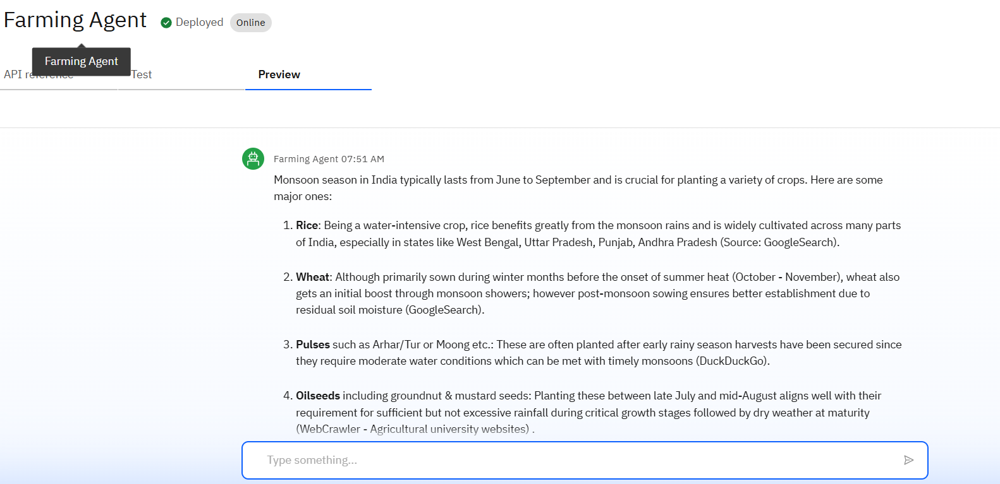 Farming Agent Deployed Online
Farming Agent
API reference Test Preview
Farming Agent 07:51 AM
Monsoon season in India typically lasts from June to September and is crucial for planting a variety of crops. Here are some
major ones:
1. Rice: Being a water-intensive crop, rice benefits greatly from the monsoon rains and is widely cultivated across many parts
of India, especially in states like West Bengal, Uttar Pradesh, Punjab, Andhra Pradesh (Source: GoogleSearch).
2. Wheat: Although primarily sown during winter months before the onset of summer heat (October - November), wheat also
gets an initial boost through monsoon showers; however post-monsoon sowing ensures better establishment due to
residual soil moisture (GoogleSearch).
3. Pulses such as Arhar/Tur or Moong etc.: These are often planted after early rainy season harvests have been secured since
they require moderate water conditions which can be met with timely monsoons (DuckDuckGo).
4. Oilseeds including groundnut & mustard seeds: Planting these between late July and mid-August aligns well with their
requirement for sufficient but not excessive rainfall during critical growth stages followed by dry weather at maturity
(WebCrawler - Agricultural university websites) .
Type something...